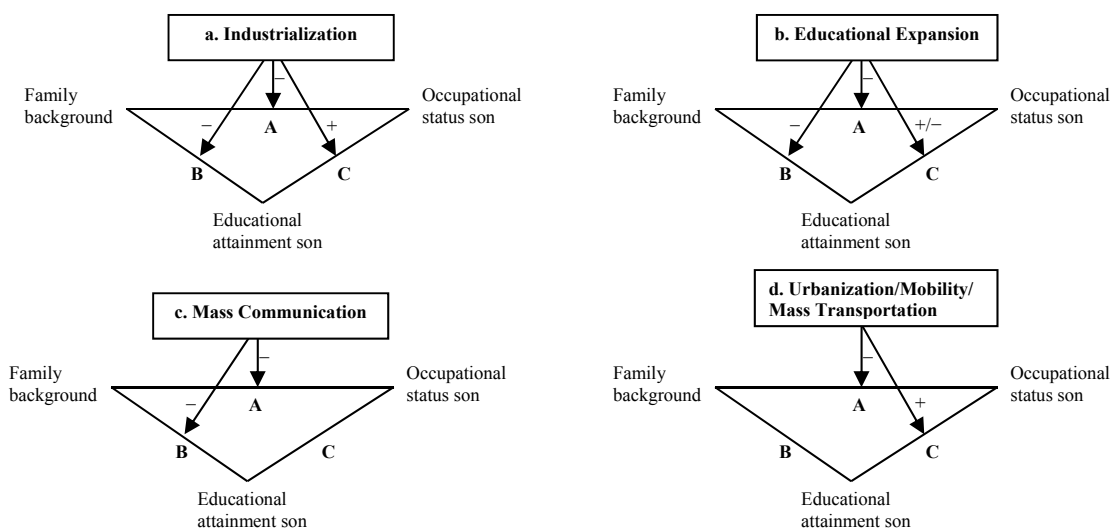 a. Industrialization
Family
background
Occupational
status son
–
–
+
A
B
C
Educational
attainment son
b. Educational Expansion
Family
background
Occupational
status son
–
–
+/–
A
B
C
Educational
attainment son
c. Mass Communication
Family
background
Occupational
status son
–
–
A
B
C
Educational
attainment son
d. Urbanization/Mobility/
Mass Transportation
Family
background
Occupational
status son
–
+
A
B
C
Educational
attainment son